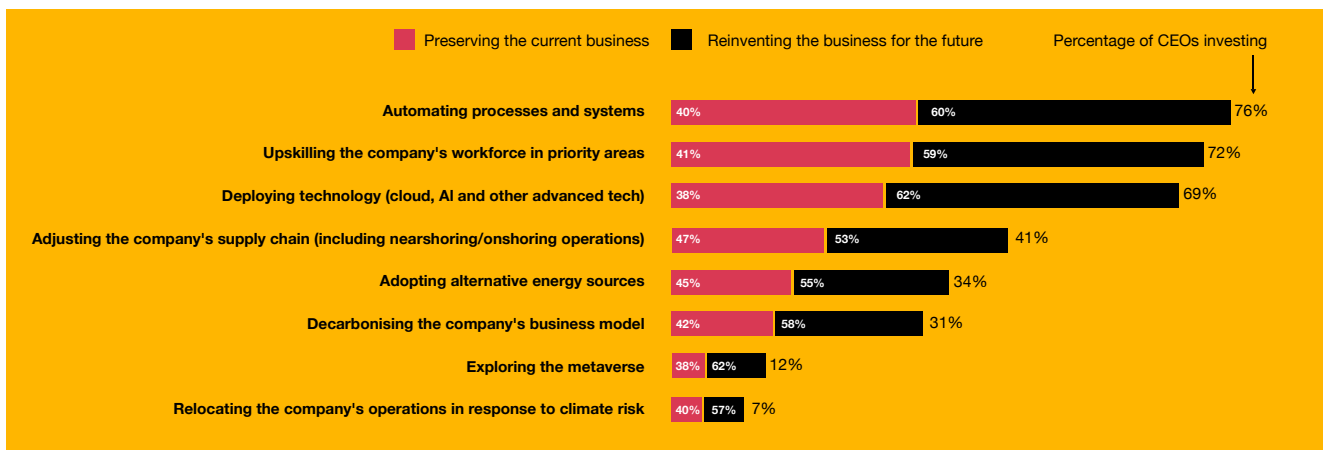 Preserving the current business Reinventing the business for the future Percentage of CEOs investing
Automating processes and systems 40% 60% 76%
Upskilling the company's workforce in priority areas 41% 59% 72%
Deploying technology (cloud, AI and other advanced tech) 38% 62% 69%
Adjusting the company's supply chain (including nearshoring/onshoring operations) 47% 53% 41%
Adopting alternative energy sources 45% 55% 34%
Decarbonising the company's business model 42% 58% 31%
Exploring the metaverse 38% 62% 12%
Relocating the company's operations in response to climate risk 40% 57% 7%